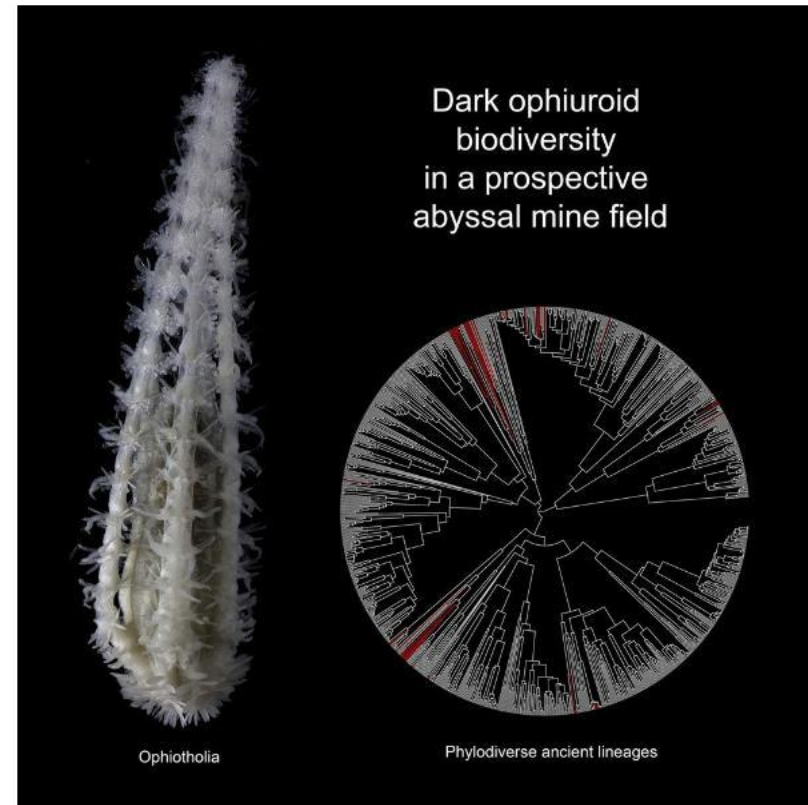 Dark ophiuroid
biodiversity
in a prospective
abyssal mine field
Ophiotholia
Phylodiverse ancient lineages